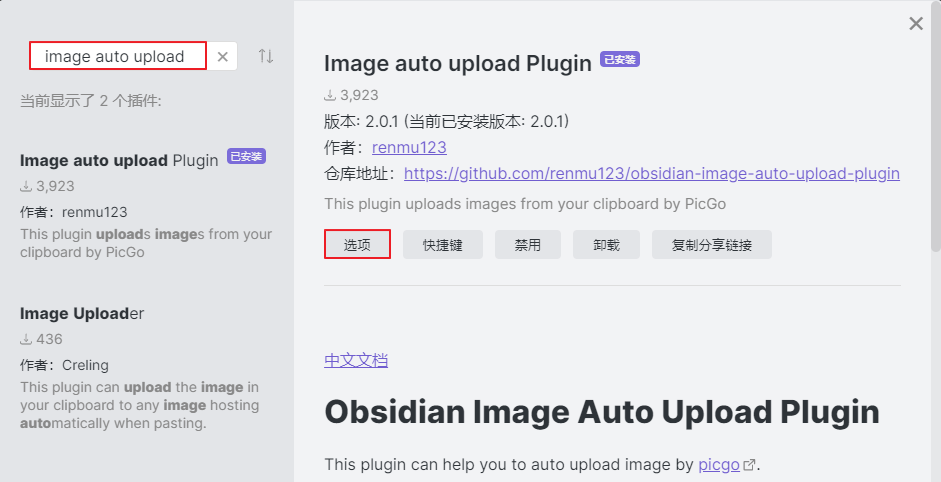 image auto upload
当前显示了 2 个插件:
Image auto upload Plugin 已安装
3,923
作者：renmu123
This plugin uploads images from your
clipboard by PicGo
Image Uploader
436
作者：Creling
This plugin can upload the image in
your clipboard to any image hosting
automatically when pasting.
Image auto upload Plugin 已安装
3,923
版本: 2.0.1 (当前已安装版本: 2.0.1)
作者：renmu123
仓库地址：https://github.com/renmu123/obsidian-image-auto-upload-plugin
This plugin uploads images from your clipboard by PicGo
选项 快捷键 禁用 卸载 复制分享链接
中文文档
Obsidian Image Auto Upload Plugin
This plugin can help you to auto upload image by picgo.